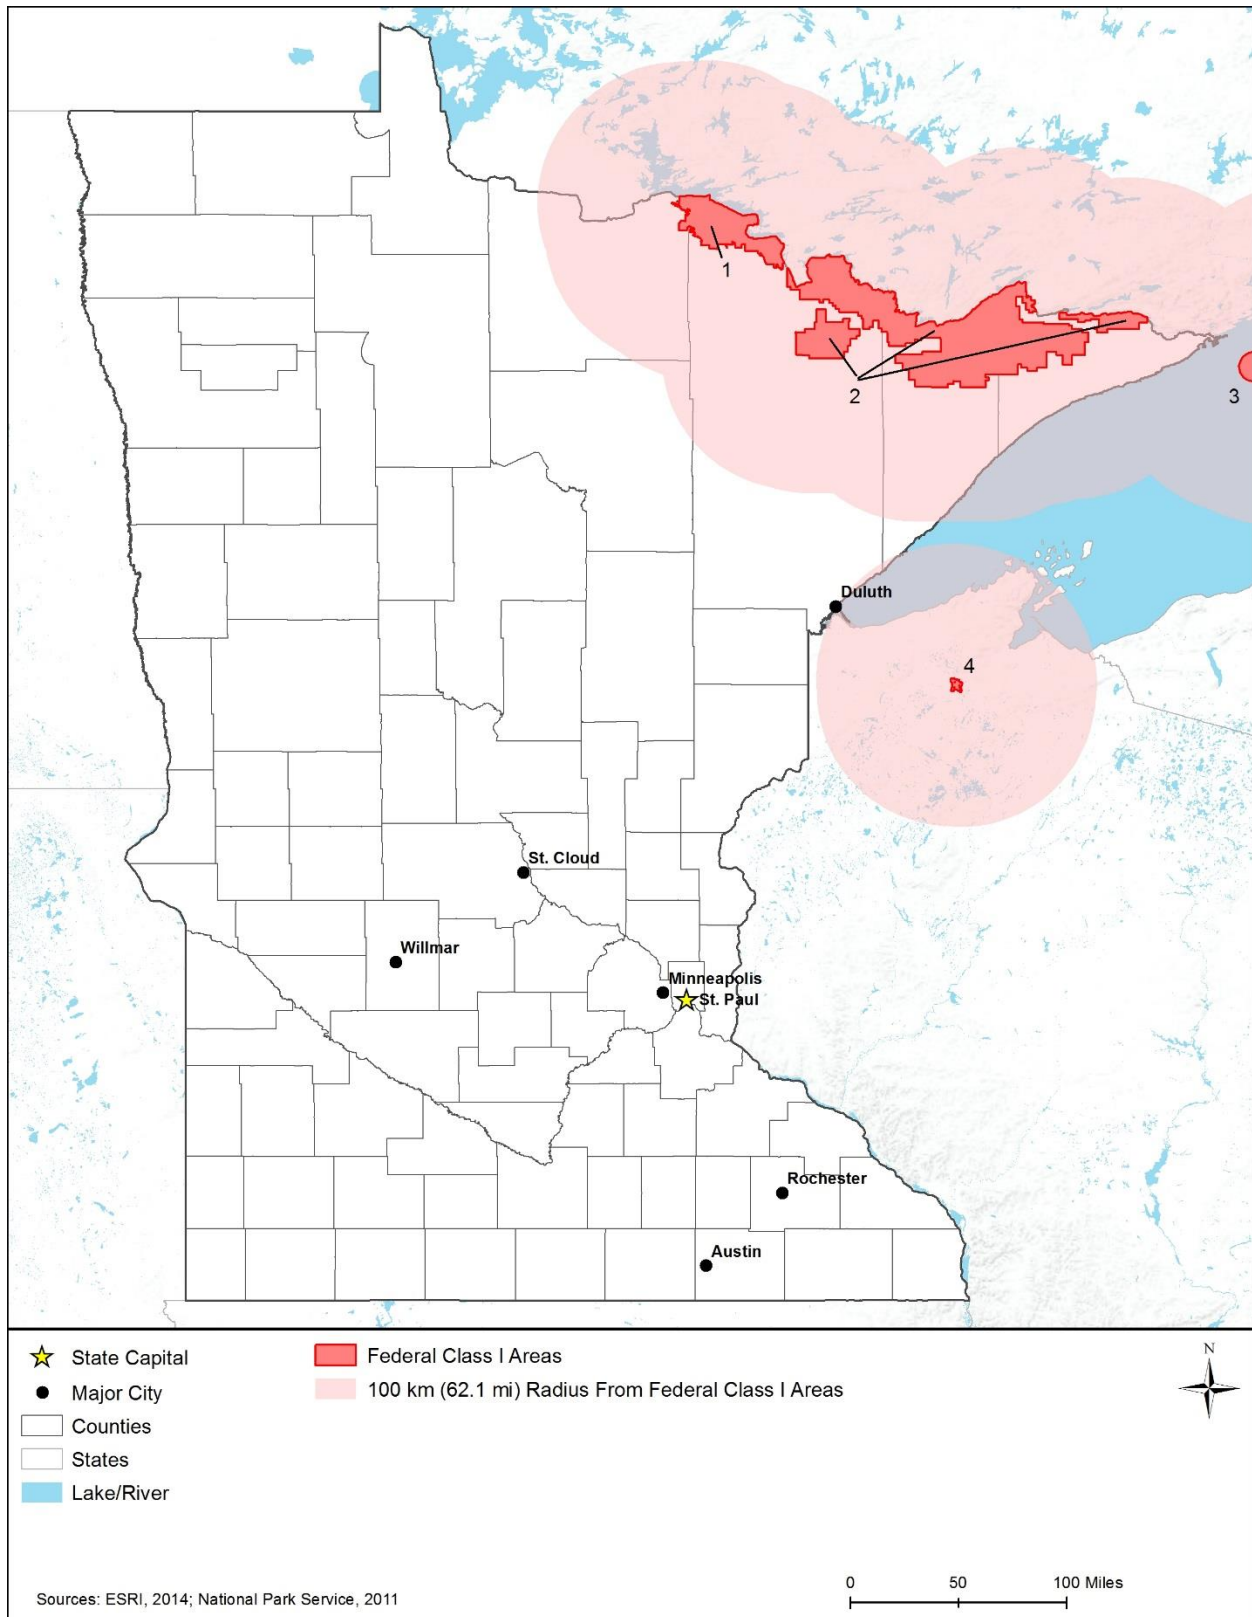 1
2
3
Duluth
4
St. Cloud
Willmar
Minneapolis
St. Paul
Rochester
Austin
State Capital
Major City
Counties
States
Lake/River
Federal Class I Areas
100 km (62.1 mi) Radius From Federal Class I Areas
N
Sources: ESRI, 2014; National Park Service, 2011
0 50 100 Miles